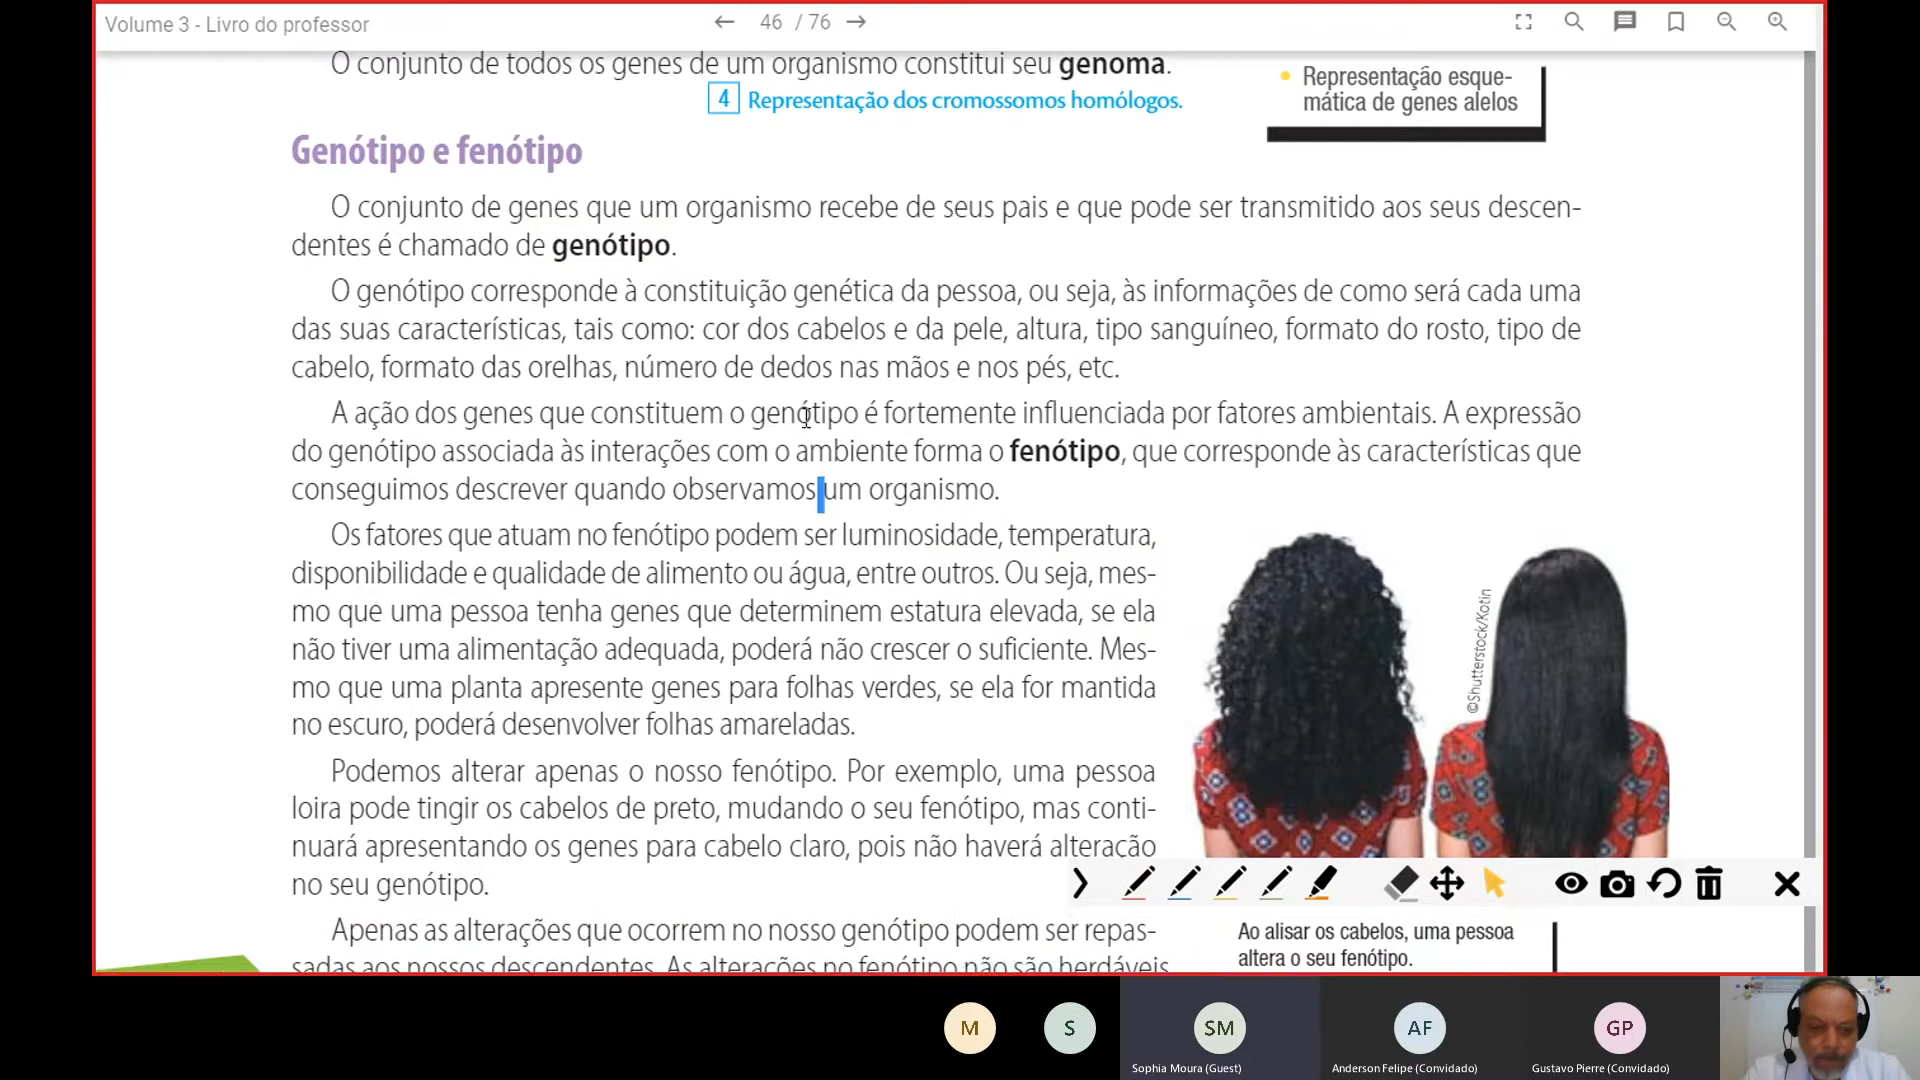 Volume 3 - Livro do professor
46 / 76
O conjunto de todos os genes de um organismo constitui seu genoma.
4 Representação dos cromossomos homólogos.
Representação esque-
mática de genes alelos
Genótipo e fenótipo
O conjunto de genes que um organismo recebe de seus pais e que pode ser transmitido aos seus descen-
dentes é chamado de genótipo.
O genótipo corresponde à constituição genética da pessoa, ou seja, às informações de como será cada uma
das suas características, tais como: cor dos cabelos e da pele, altura, tipo sanguíneo, formato do rosto, tipo de
cabelo, formato das orelhas, número de dedos nas mãos e nos pés, etc.
A ação dos genes que constituem o genótipo é fortemente influenciada por fatores ambientais. A expressão
do genótipo associada às interações com o ambiente forma o fenótipo, que corresponde às características que
conseguimos descrever quando observamos um organismo.
Os fatores que atuam no fenótipo podem ser luminosidade, temperatura,
disponibilidade e qualidade de alimento ou água, entre outros. Ou seja, mes-
mo que uma pessoa tenha genes que determinem estatura elevada, se ela
não tiver uma alimentação adequada, poderá não crescer o suficiente. Mes-
mo que uma planta apresente genes para folhas verdes, se ela for mantida
no escuro, poderá desenvolver folhas amareladas.
Podemos alterar apenas o nosso fenótipo. Por exemplo, uma pessoa
loira pode tingir os cabelos de preto, mudando o seu fenótipo, mas conti-
nuará apresentando os genes para cabelo claro, pois não haverá alteração
no seu genótipo.
Apenas as alterações que ocorrem no nosso genótipo podem ser repas-
sadas aos nossos descendentes. As alterações no fenótipo não são herdáveis
©Shutterstock/Kotin
Ao alisar os cabelos, uma pessoa
altera o seu fenótipo.
M
S
SM
AF
GP
Sophia Moura (Guest)
Anderson Felipe (Convidado)
Gustavo Pierre (Convidado)